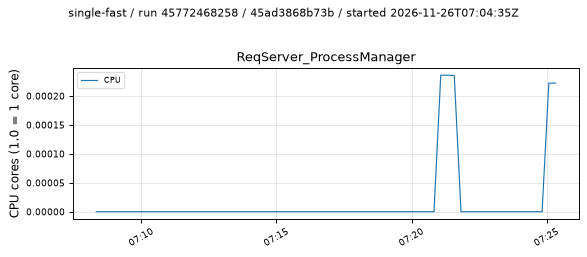 single-fast / run 45772468258 / 45ad3868b73b / started 2026-11-26T07:04:35Z
ReqServer_ProcessManager
CPU
CPU cores (1.0 = 1 core)
0.00020
0.00015
0.00010
0.00005
0.00000
07:10
07:15
07:20
07:25